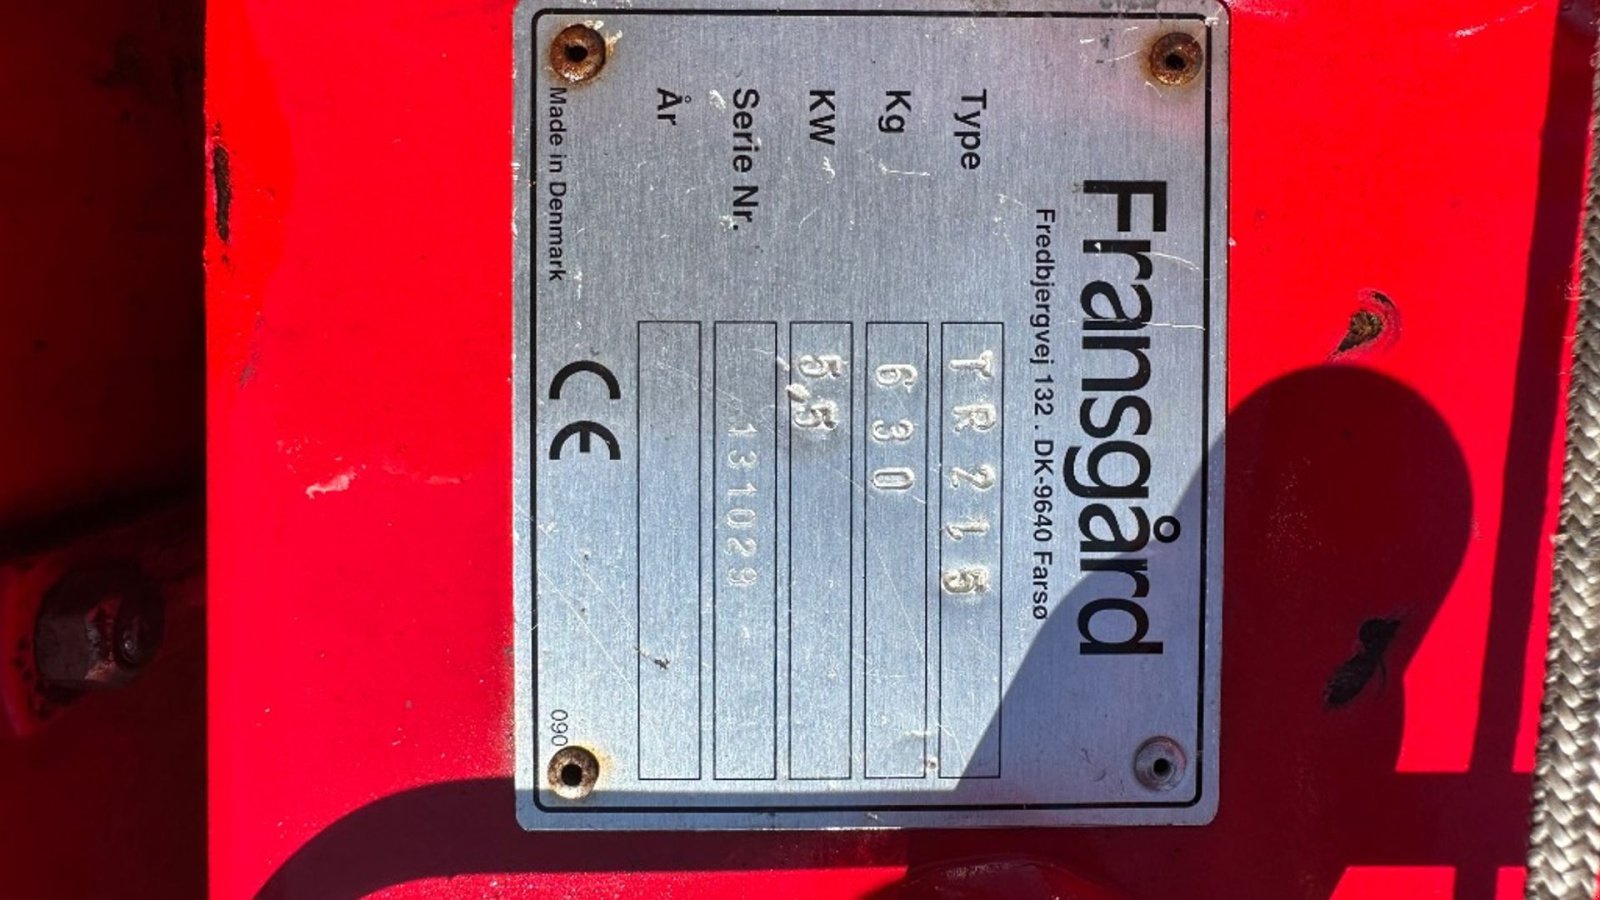 Fransgård
Fredbjergvej 132 . DK-9640 Farsø
Type TR215
Kg 630
KW 5,5
Serie Nr. 131029
År
Made in Denmark CE 090